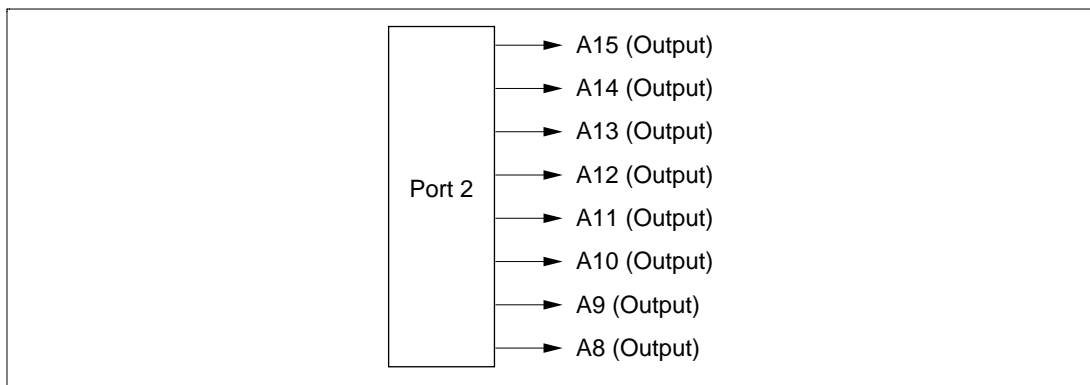 Port 2
A15 (Output)
A14 (Output)
A13 (Output)
A12 (Output)
A11 (Output)
A10 (Output)
A9 (Output)
A8 (Output)